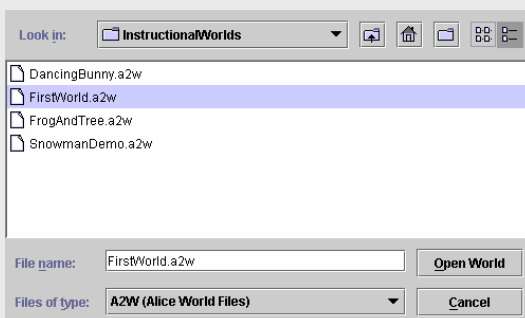 Look in: InstructionalWorlds
DancingBunny.a2w
FirstWorld.a2w
FrogAndTree.a2w
SnowmanDemo.a2w
File name: FirstWorld.a2w Open World
Files of type: A2W (Alice World Files) Cancel